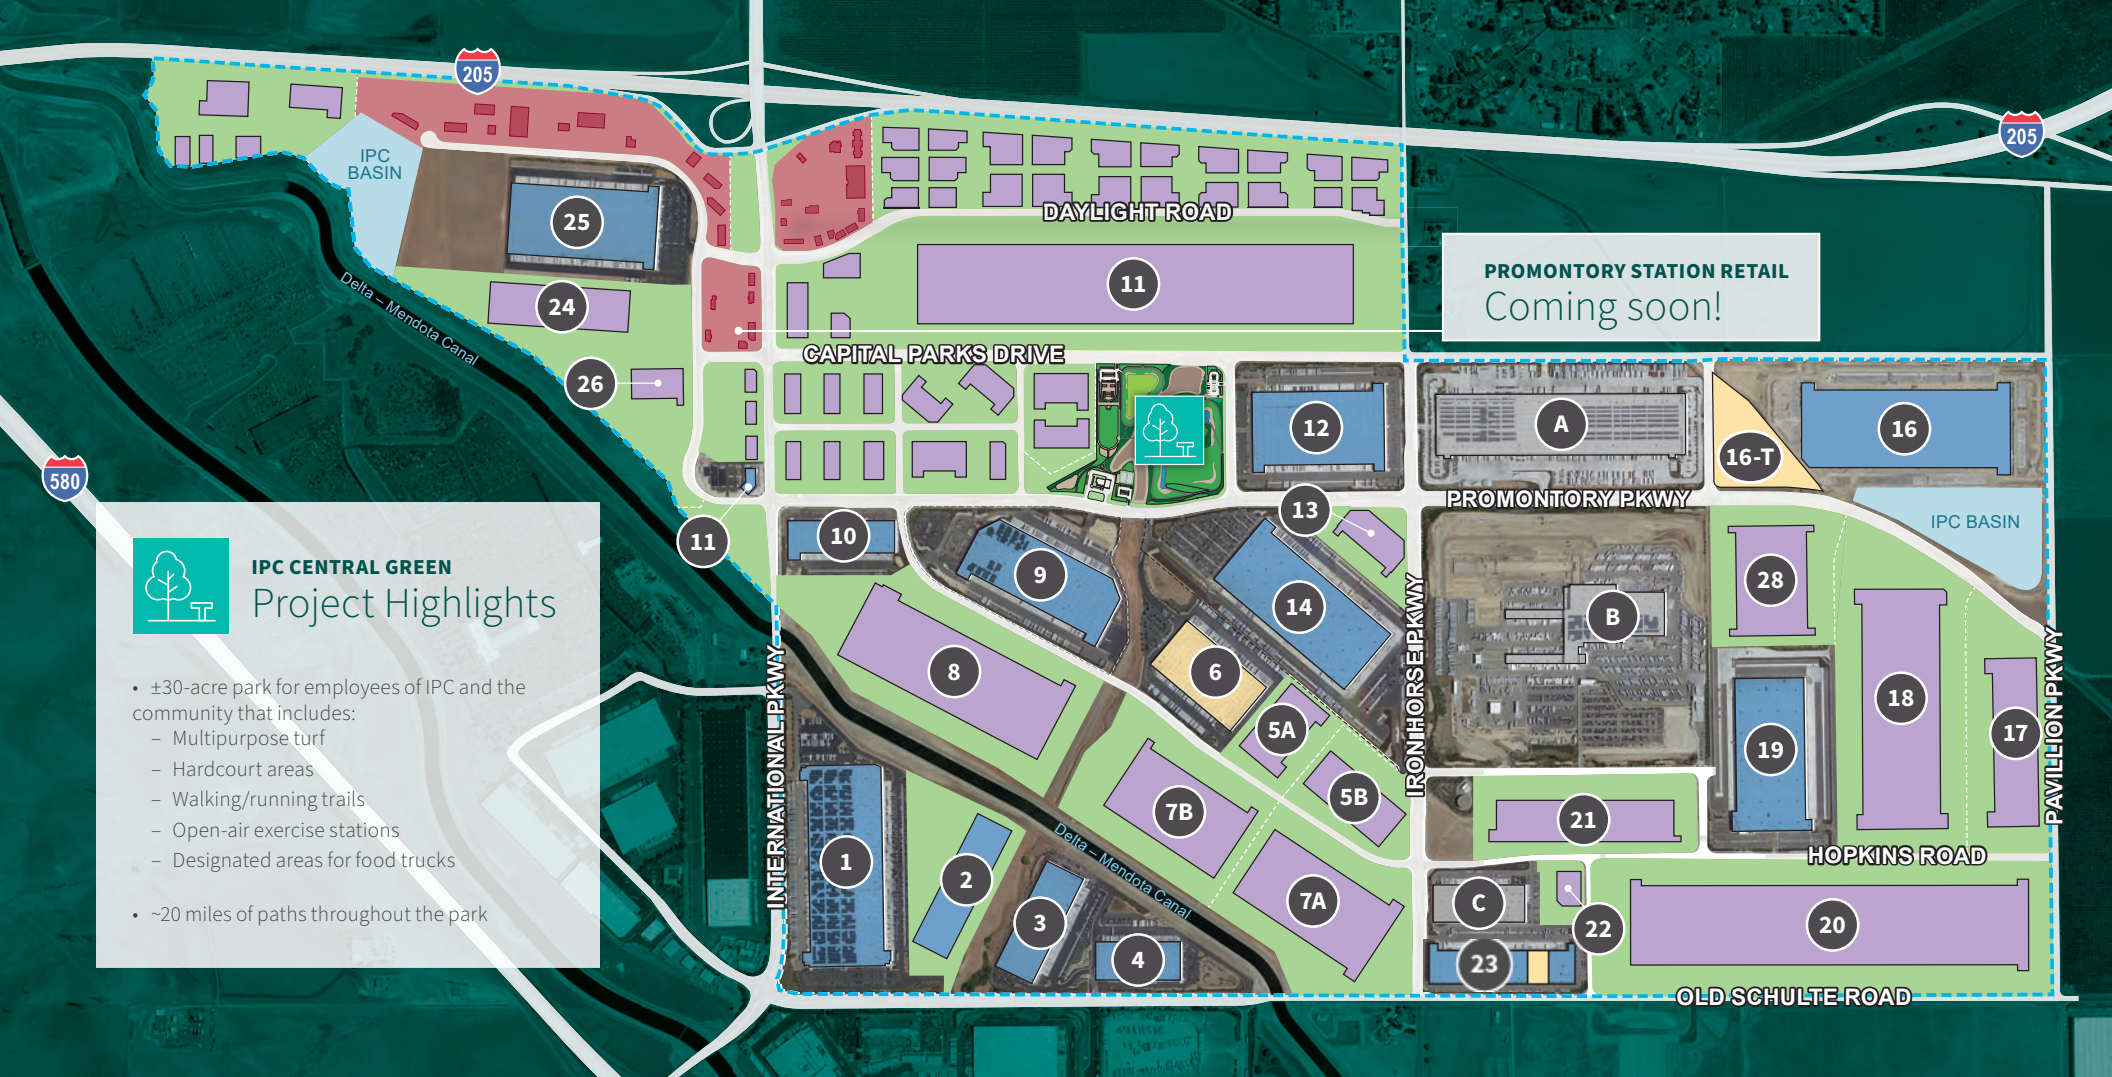 205
205
IPC
BASIN
25
DAYLIGHT ROAD
PROMONTORY STATION RETAIL
Coming soon!
11
24
Delta – Mendota Canal
CAPITAL PARKS DRIVE
26
12
A
16-T
16
580
PROMONTORY PKWY
13
IPC BASIN
11
10
9
14
28
B
IPC CENTRAL GREEN
Project Highlights
• ±30-acre park for employees of IPC and the
community that includes:
– Multipurpose turf
– Hardcourt areas
– Walking/running trails
– Open-air exercise stations
– Designated areas for food trucks
• ~20 miles of paths throughout the park
INTERNATIONAL PKWY
IRON HORSE PKWY
PAVILLION PKWY
8
6
5A
5B
18
17
19
7B
21
1
2
Delta – Mendota Canal
HOPKINS ROAD
7A
C
22
3
4
23
20
OLD SCHULTE ROAD